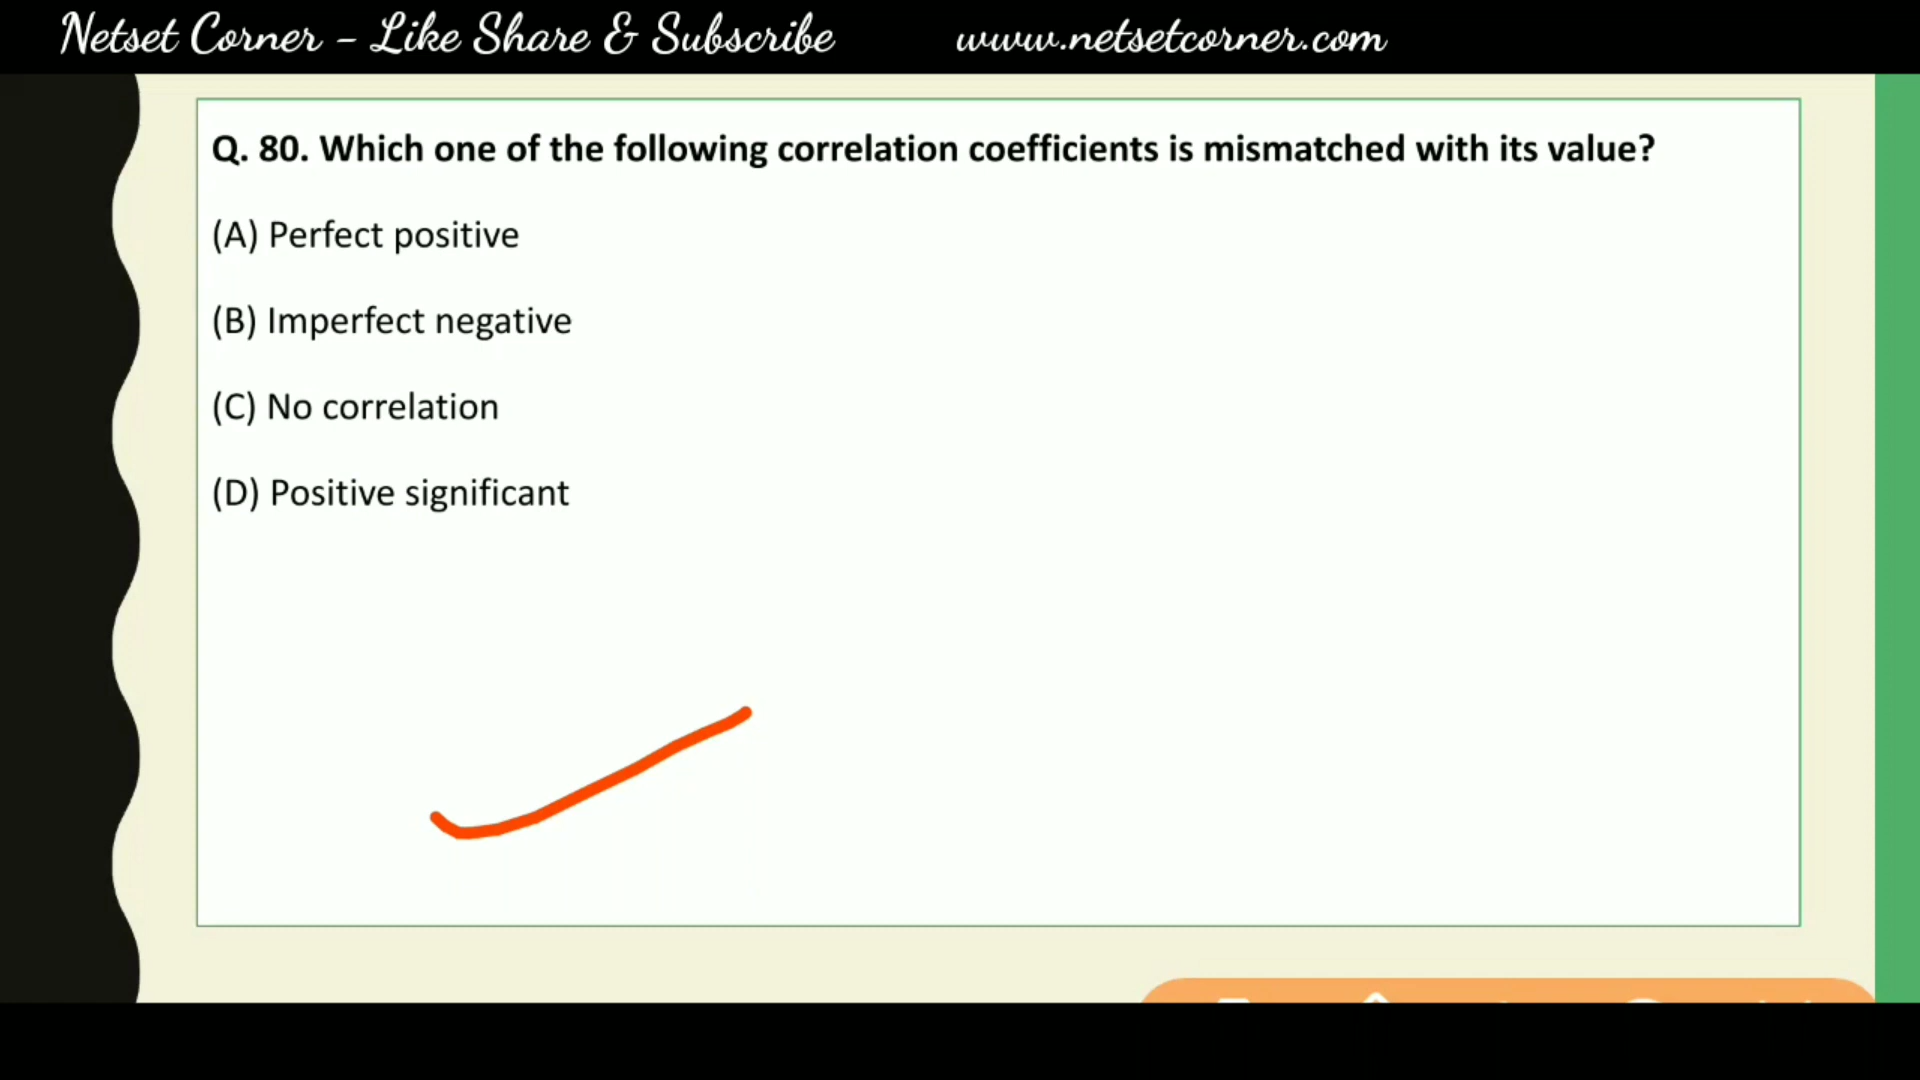 Netset Corner - Like Share & Subscribe www.netsetcorner.com
Q. 80. Which one of the following correlation coefficients is mismatched with its value?
(A) Perfect positive
(B) Imperfect negative
(C) No correlation
(D) Positive significant